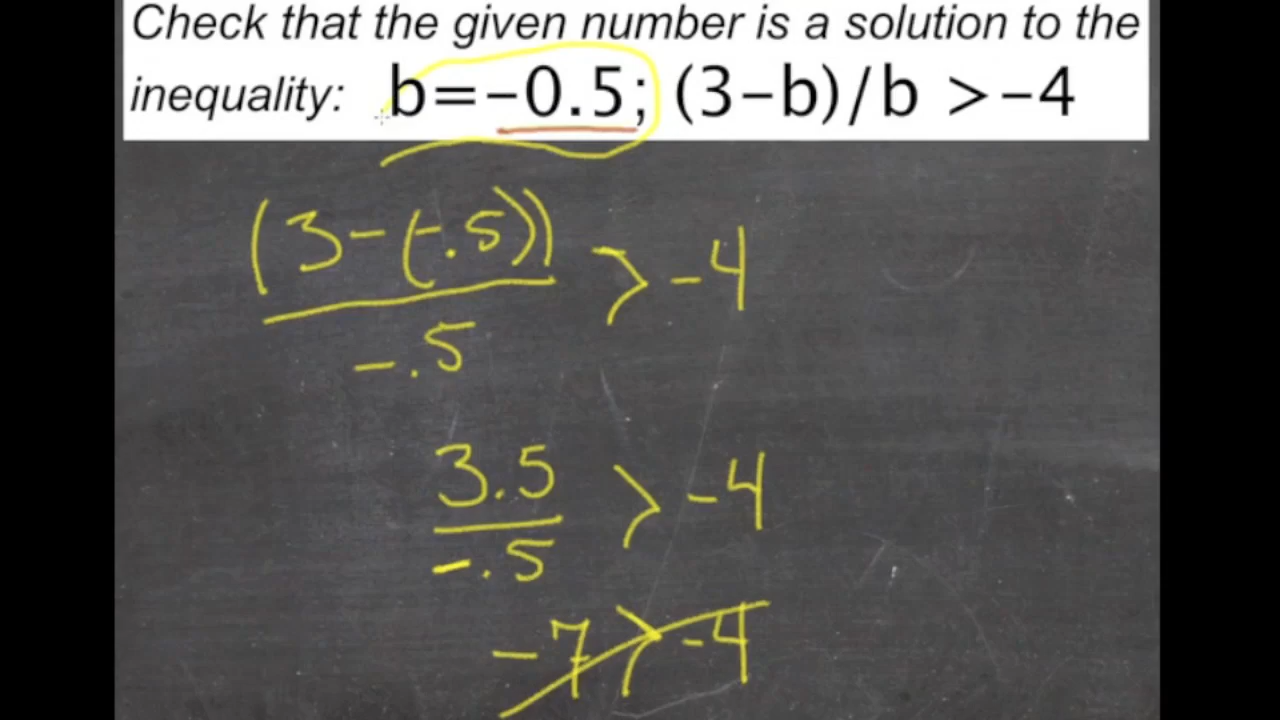 Check that the given number is a solution to the
inequality: b=-0.5; (3-b)/b >-4
(3-(-.5))
> -4
-.5
3.5
> -4
-.5
-7 > -4